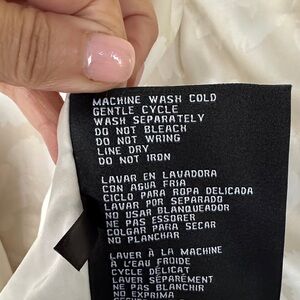 MACHINE WASH COLD
GENTLE CYCLE
WASH SEPARATELY
DO NOT BLEACH
DO NOT WRING
LINE DRY
DO NOT IRON
LAVAR EN LAVADORA
CON AGUA FRIA
CICLO PARA ROPA DELICADA
LAVAR POR SEPARADO
NO USAR BLANQUEADOR
NO ESSORER
COLGAR PARA SECAR
NO PLANCHAR
LAVER À LA MACHINE
À L'EAU FROIDE
CYCLE DÉLICAT
LAVER SÉPARÉMENT
NE PAS BLANCHIR
NO EXPRIMA